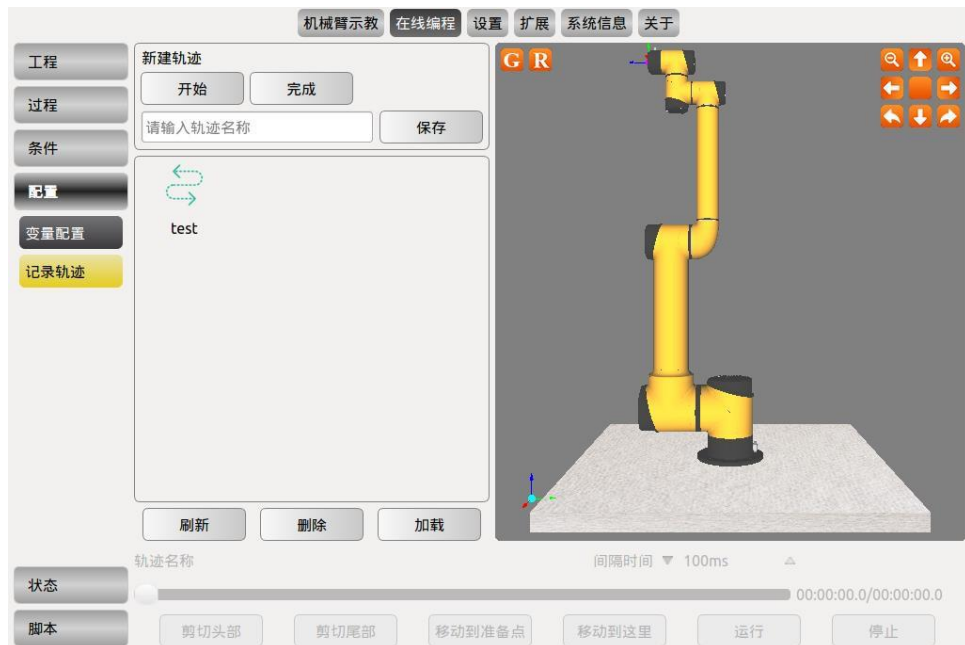 机械臂示教 在线编程 设置 扩展 系统信息 关于
工程
过程
条件
配置
变量配置
记录轨迹
状态
脚本
新建轨迹
开始 完成
请输入轨迹名称 保存
test
刷新 删除 加载
G R
轨迹名称 间隔时间 100ms
00:00:00.0/00:00:00.0
剪切头部 剪切尾部 移动到准备点 移动到这里 运行 停止